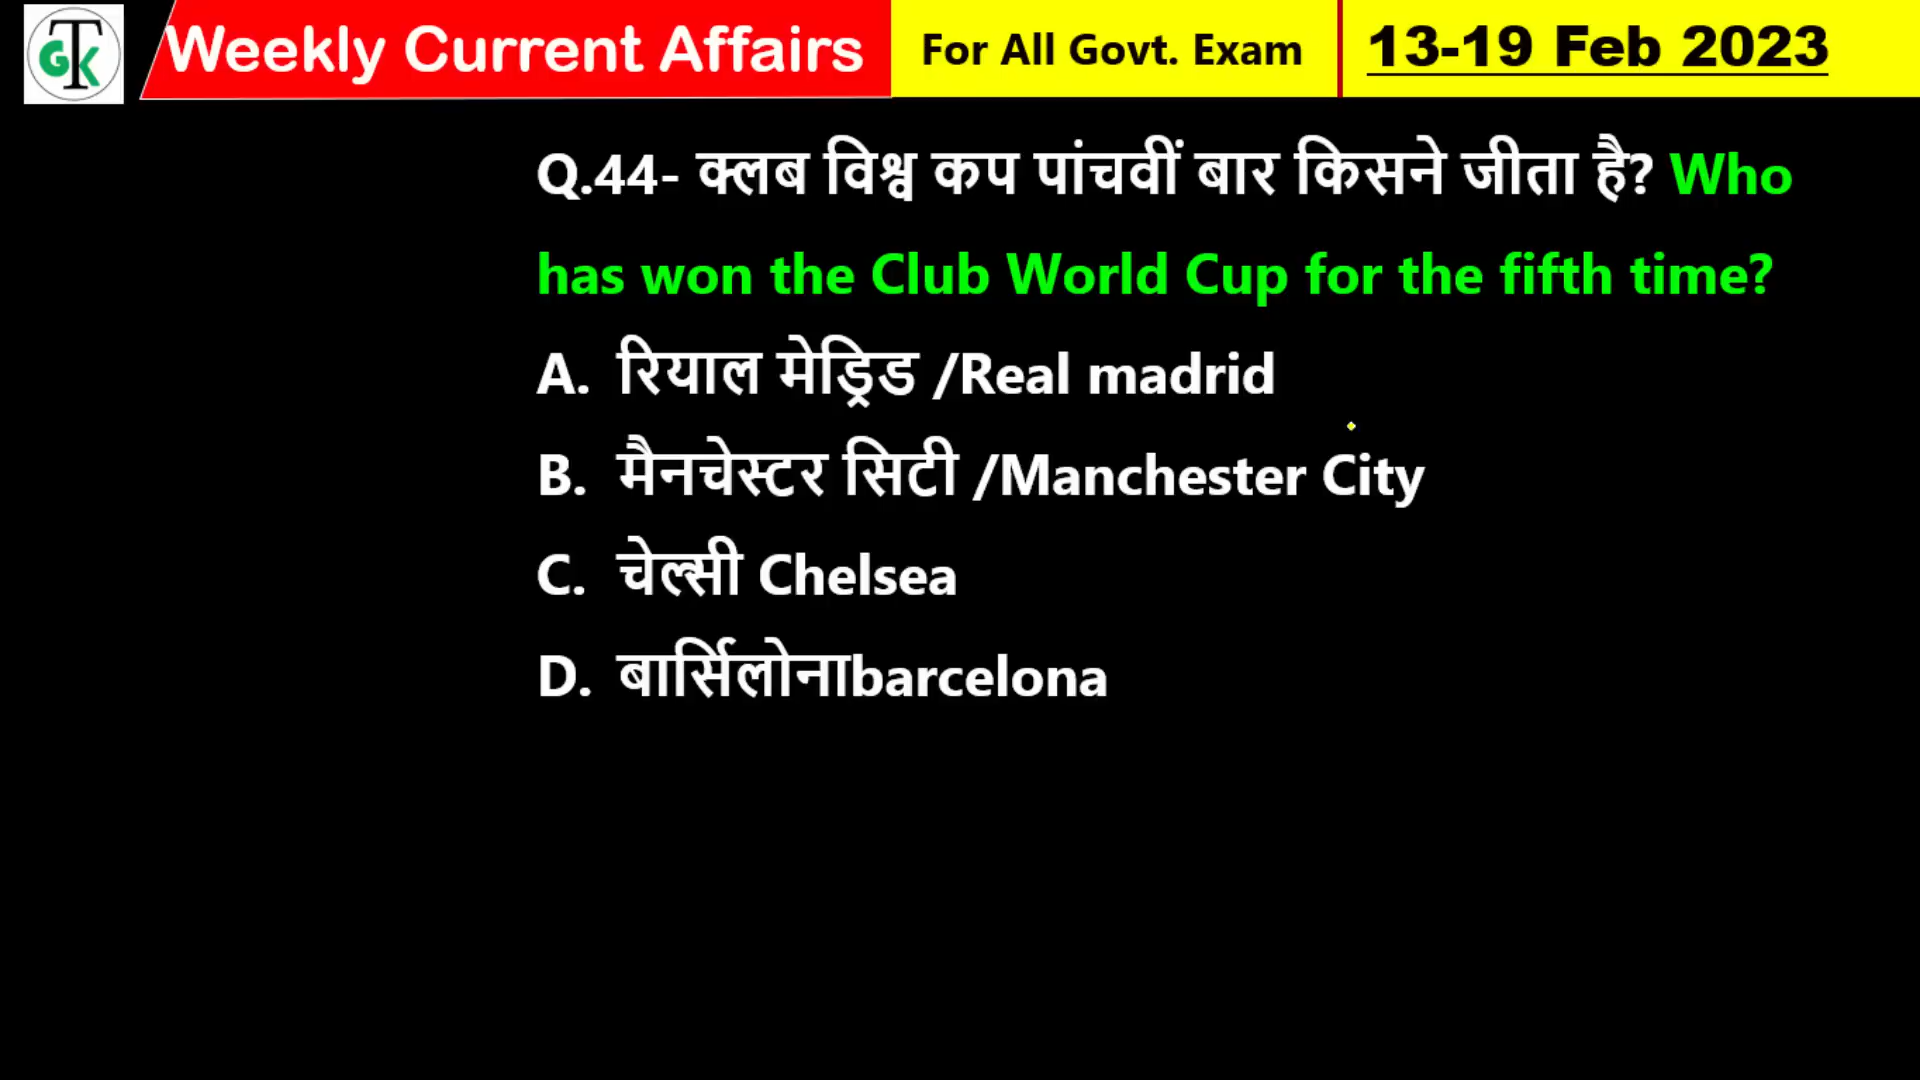 GTK
Weekly Current Affairs
For All Govt. Exam
13-19 Feb 2023
Q.44- क्लब विश्व कप पांचवीं बार किसने जीता है? Who
has won the Club World Cup for the fifth time?
A. रियाल मेड्रिड /Real madrid
B. मैनचेस्टर सिटी /Manchester City
C. चेल्सी Chelsea
D. बार्सिलोनाbarcelona